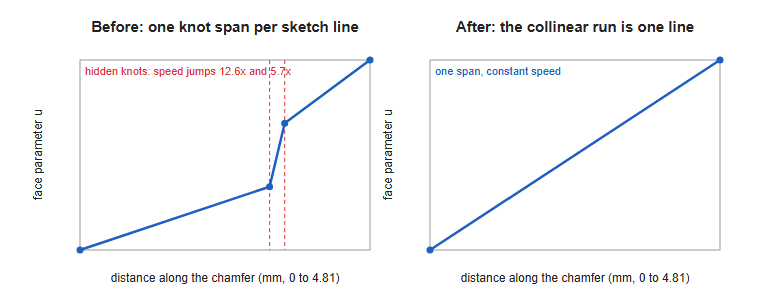 Before: one knot span per sketch line
hidden knots: speed jumps 12.6x and 5.7x
face parameter u
distance along the chamfer (mm, 0 to 4.81)
After: the collinear run is one line
one span, constant speed
face parameter u
distance along the chamfer (mm, 0 to 4.81)